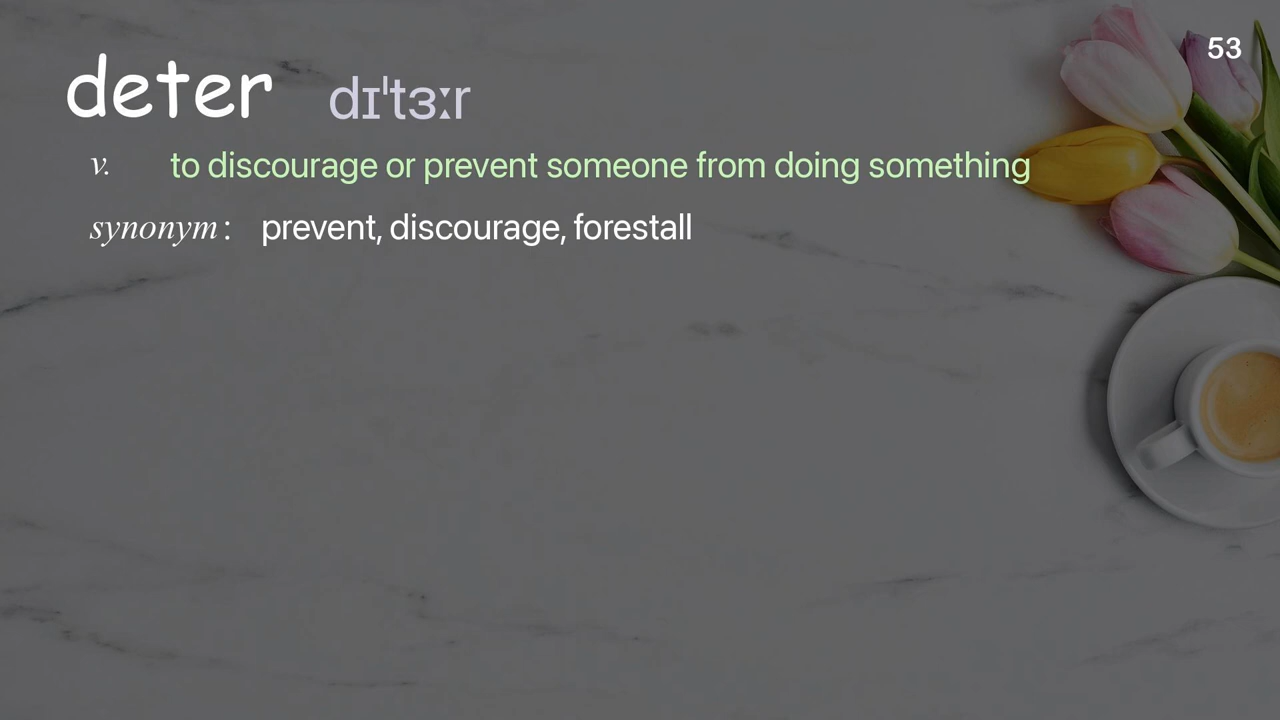 53
deter dɪˈtɜːr
v. to discourage or prevent someone from doing something
synonym: prevent, discourage, forestall